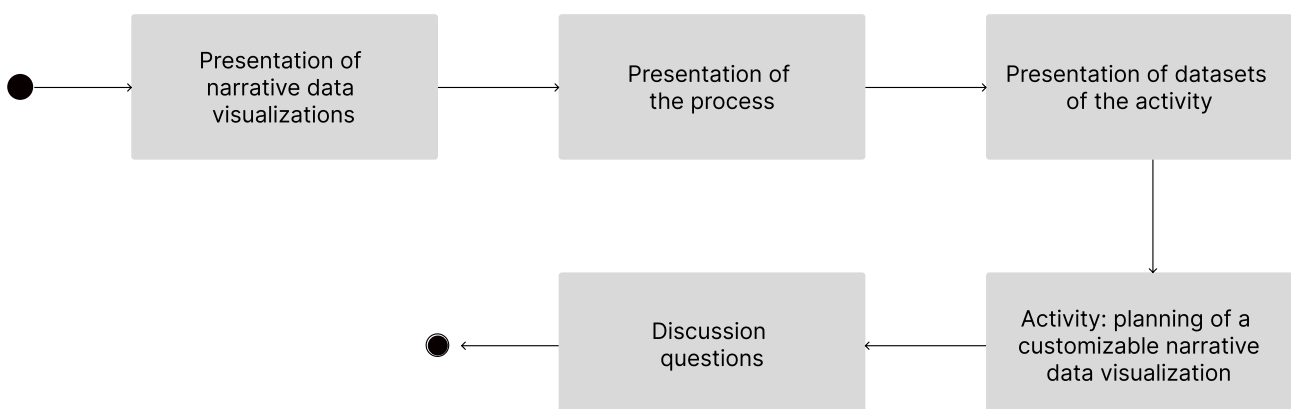 Presentation of
narrative data
visualizations
Presentation of
the process
Presentation of datasets
of the activity
Activity: planning of a
customizable narrative
data visualization
Discussion
questions